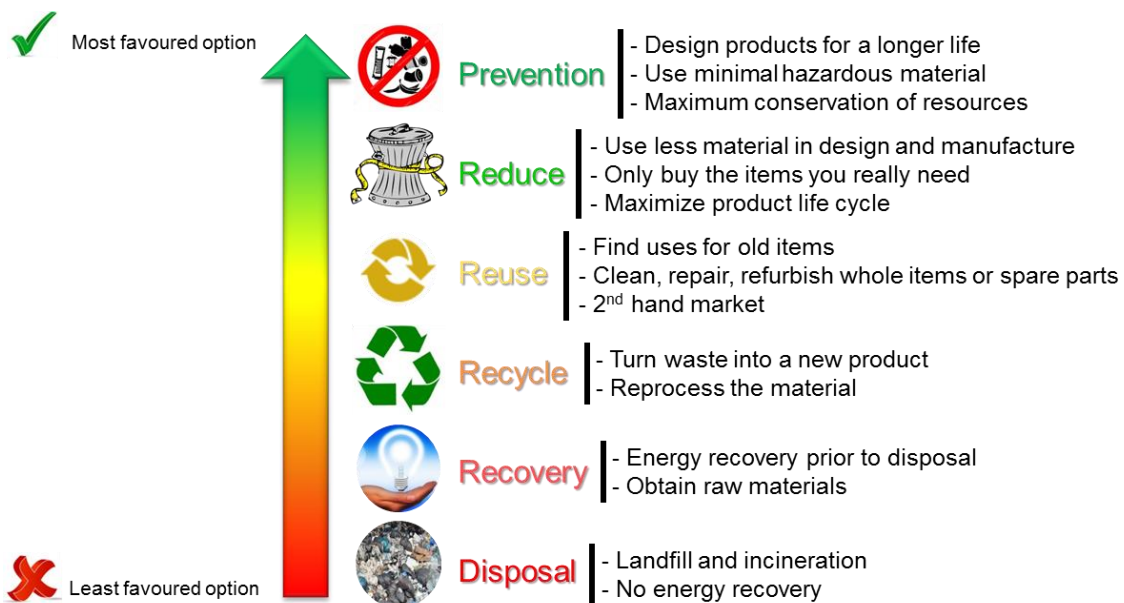 Most favoured option
Prevention
- Design products for a longer life
- Use minimal hazardous material
- Maximum conservation of resources
Reduce
- Use less material in design and manufacture
- Only buy the items you really need
- Maximize product life cycle
Reuse
- Find uses for old items
- Clean, repair, refurbish whole items or spare parts
- 2nd hand market
Recycle
- Turn waste into a new product
- Reprocess the material
Recovery
- Energy recovery prior to disposal
- Obtain raw materials
Disposal
- Landfill and incineration
- No energy recovery
Least favoured option